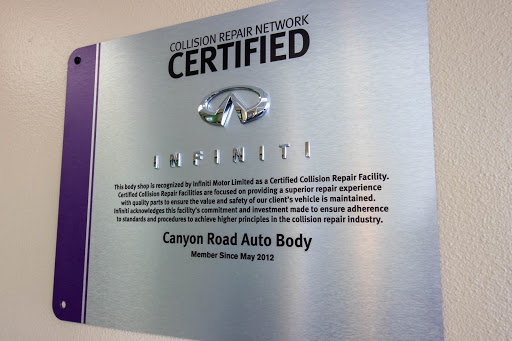 COLLISION REPAIR NETWORK
CERTIFIED
INFINITI
This body shop is recognized by Infiniti Motor Limited as a Certified Collision Repair Facility.
Certified Collision Repair Facilities are focused on providing a superior repair experience
with quality parts to ensure the value and safety of our client's vehicle is maintained.
Infiniti acknowledges this facility's commitment and investment made to ensure adherence
to standards and procedures to achieve higher principles in the collision repair industry.
Canyon Road Auto Body
Member Since May 2012